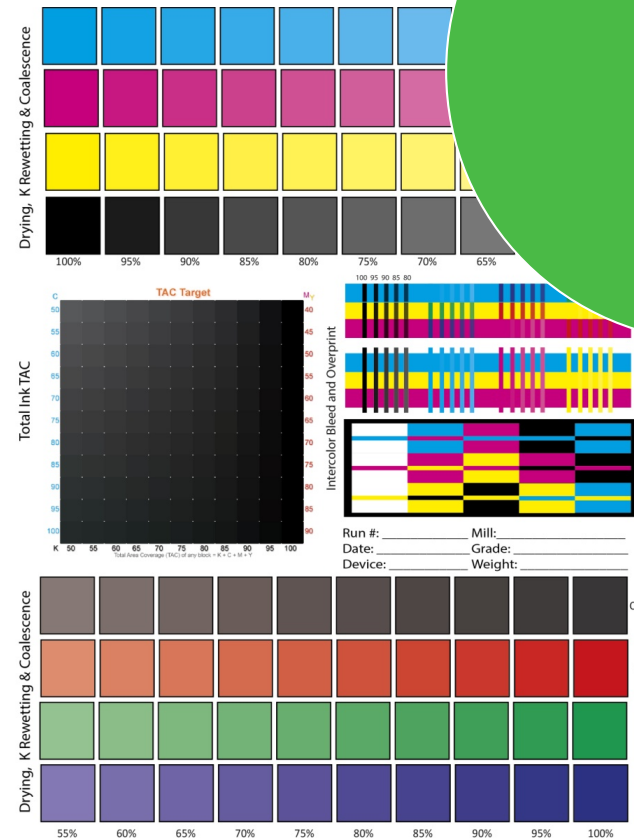 Drying, K Rewetting & Coalescence
100% 95% 90% 85% 80% 75% 70% 65%
TAC Target
C
M Y
50 55 60 65 70 75 80 85 90 95 100
40 45 50 55 60 65 70 75 80 85 90
K 50 55 60 65 70 75 80 85 90 95 100
Total Area Coverage (TAC) of any block = K + C + M + Y
Total Ink TAC
100 95 90 85 80
Intercolor Bleed and Overprint
Run #: Mill:
Date: Grade:
Device: Weight:
Drying, K Rewetting & Coalescence
55% 60% 65% 70% 75% 80% 85% 90% 95% 100%